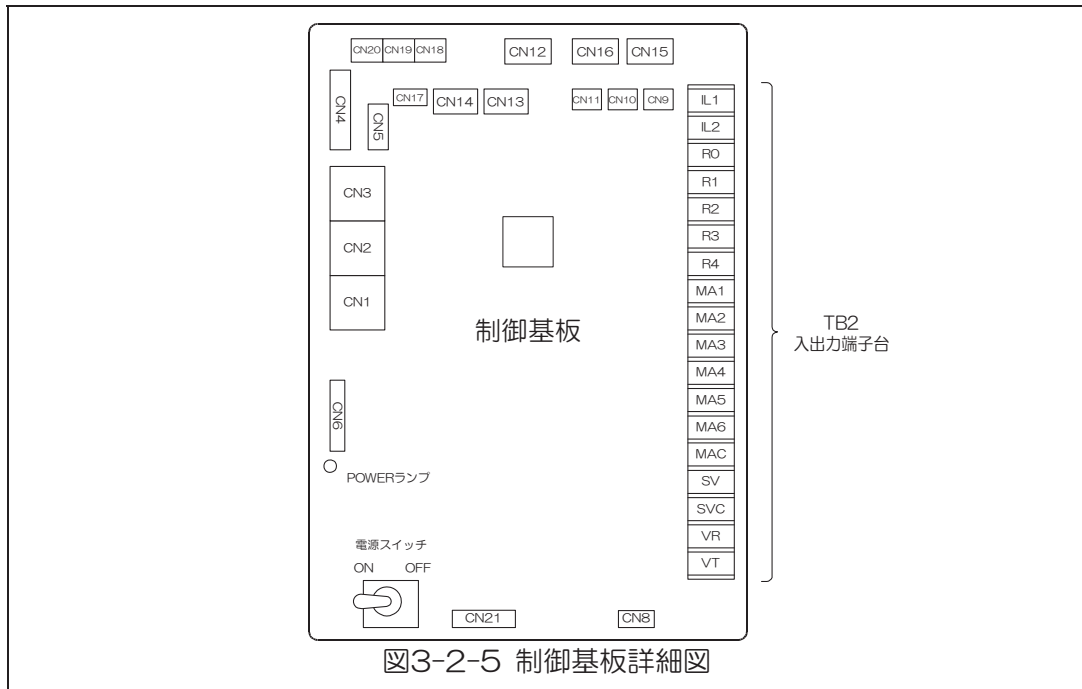 CN20 CN19 CN18 CN12 CN16 CN15
CN4 CN5 CN17 CN14 CN13 CN11 CN10 CN9
CN3
CN2
CN1
制御基板
CN6
POWERランプ
電源スイッチ
ON OFF
CN21 CN8
IL1
IL2
R0
R1
R2
R3
R4
MA1
MA2
MA3
MA4
MA5
MA6
MAC
SV
SVC
VR
VT
TB2
入出力端子台
図3-2-5 制御基板詳細図